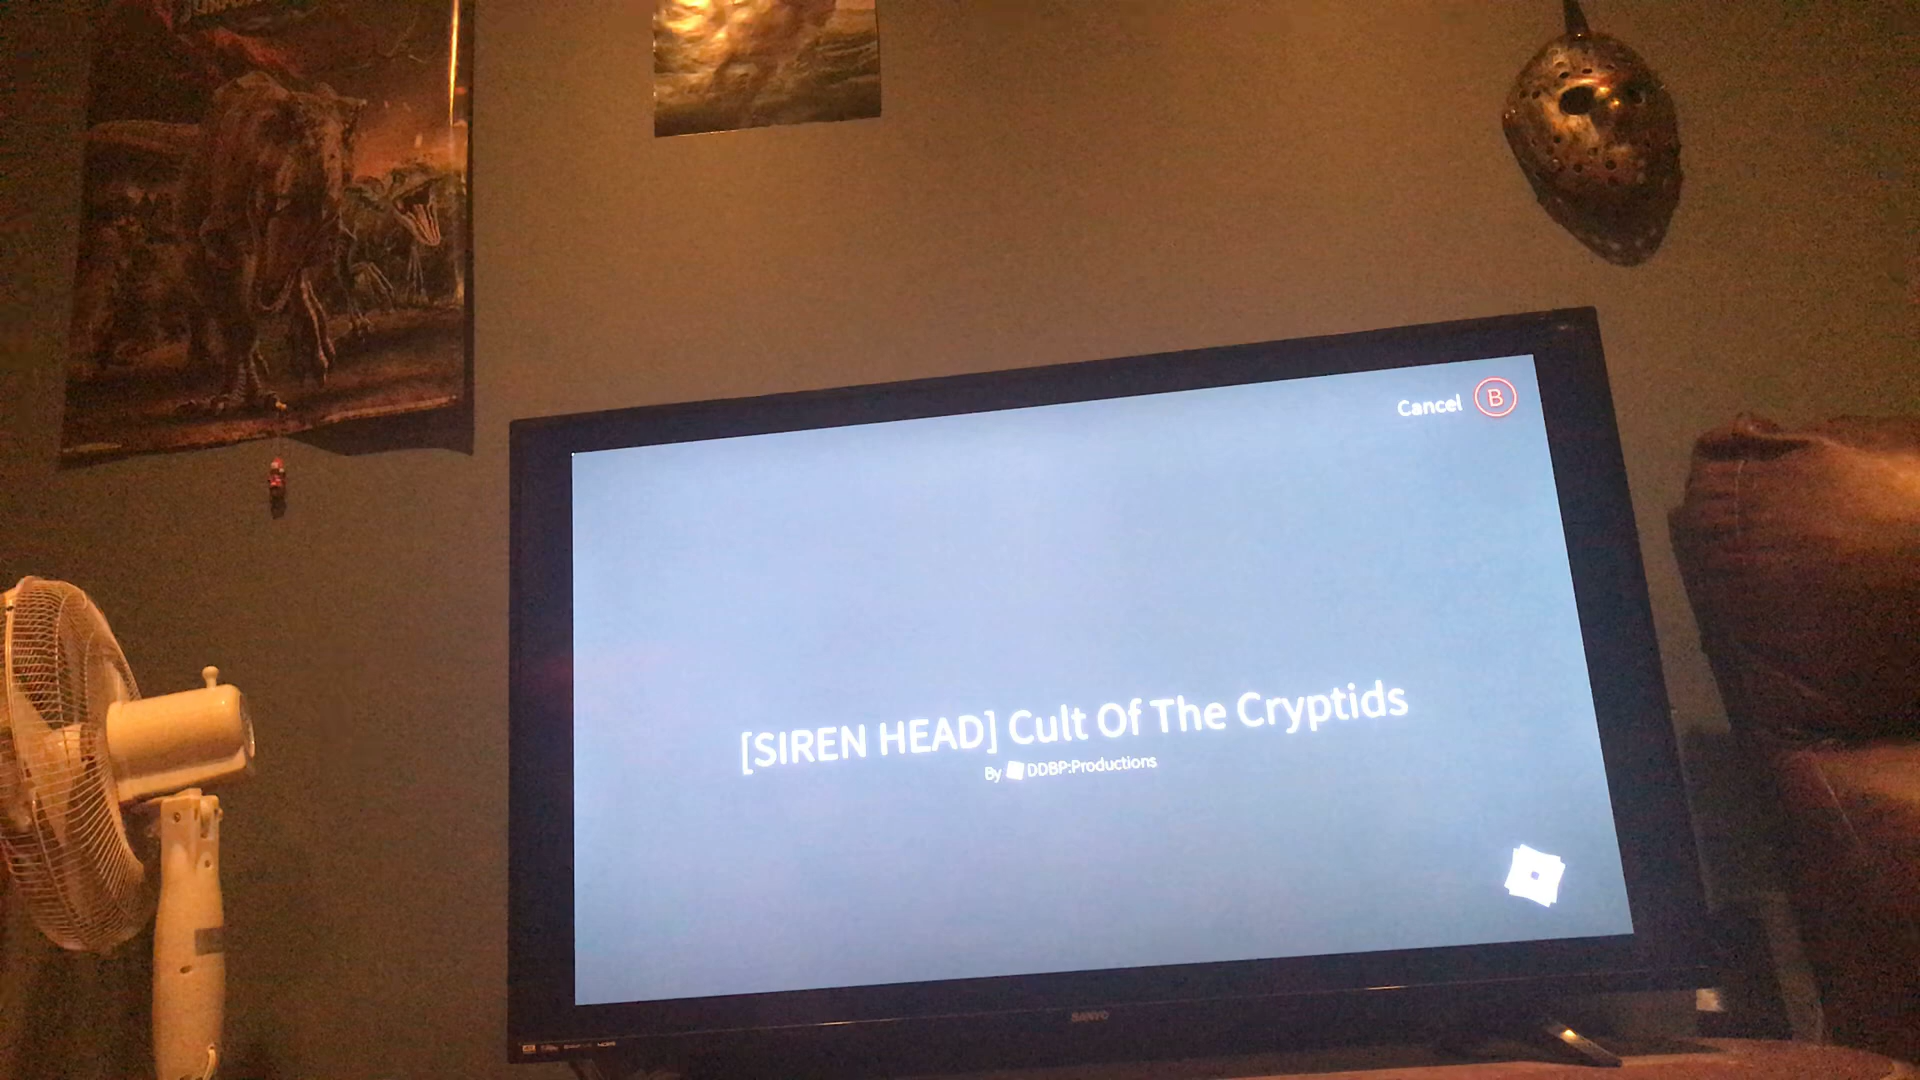 Cancel B
[SIREN HEAD] Cult Of The Cryptids
By DDBP:Productions
SANYO